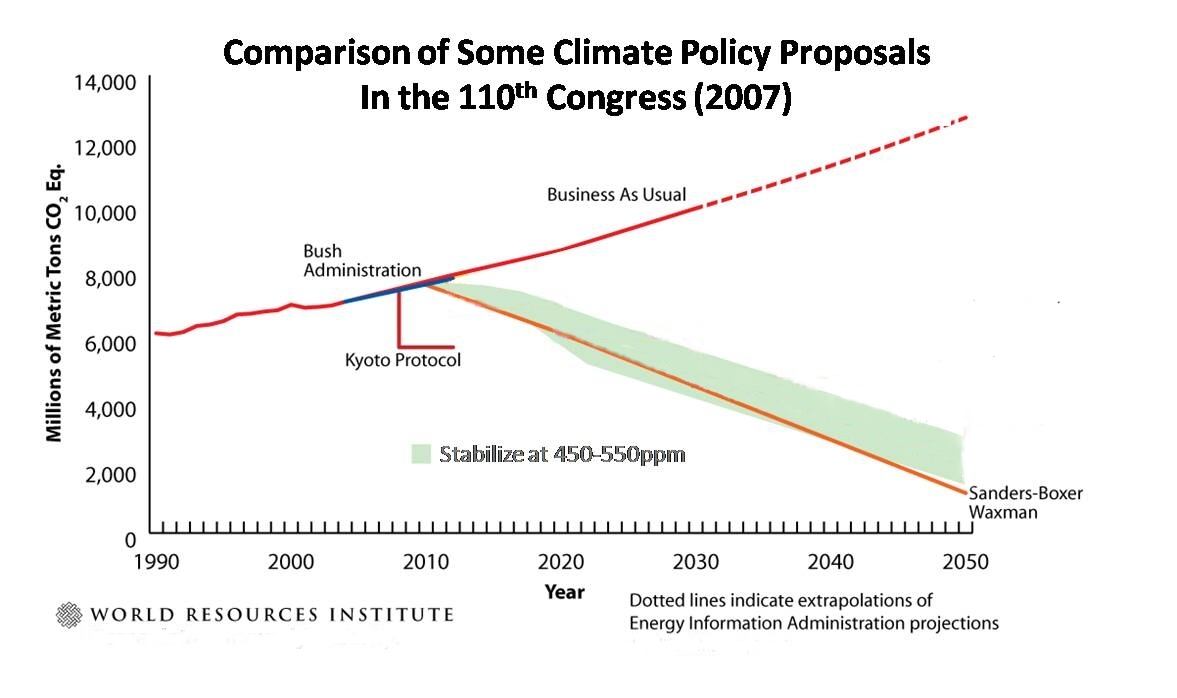 Comparison of Some Climate Policy Proposals
In the 110th Congress (2007)
Millions of Metric Tons CO2 Eq.
14,000
12,000
10,000
8,000
6,000
4,000
2,000
0
Business As Usual
Bush
Administration
Kyoto Protocol
Stabilize at 450-550ppm
Sanders-Boxer
Waxman
1990 2000 2010 2020 2030 2040 2050
Year
WORLD RESOURCES INSTITUTE
Dotted lines indicate extrapolations of
Energy Information Administration projections